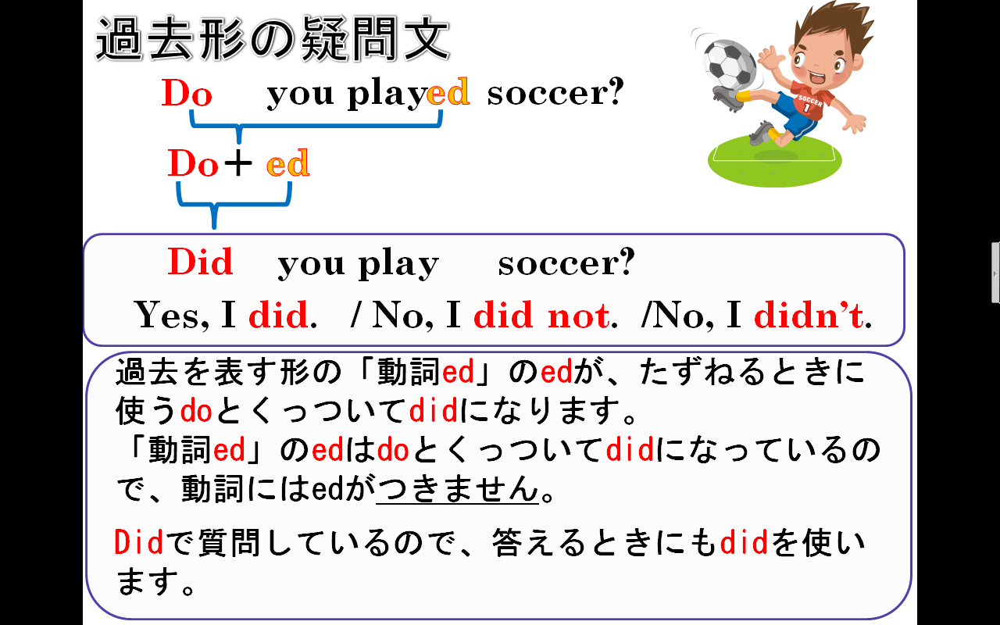 過去形の疑問文
Do you played soccer?
Do＋ ed
Did you play soccer?
Yes, I did. / No, I did not. /No, I didn't.
過去を表す形の「動詞ed」のedが、たずねるときに
使うdoとくっついてdidになります。
「動詞ed」のedはdoとくっついてdidになっているの
で、動詞にはedがつきません。
Didで質問しているので、答えるときにもdidを使い
ます。
SOCCER
1